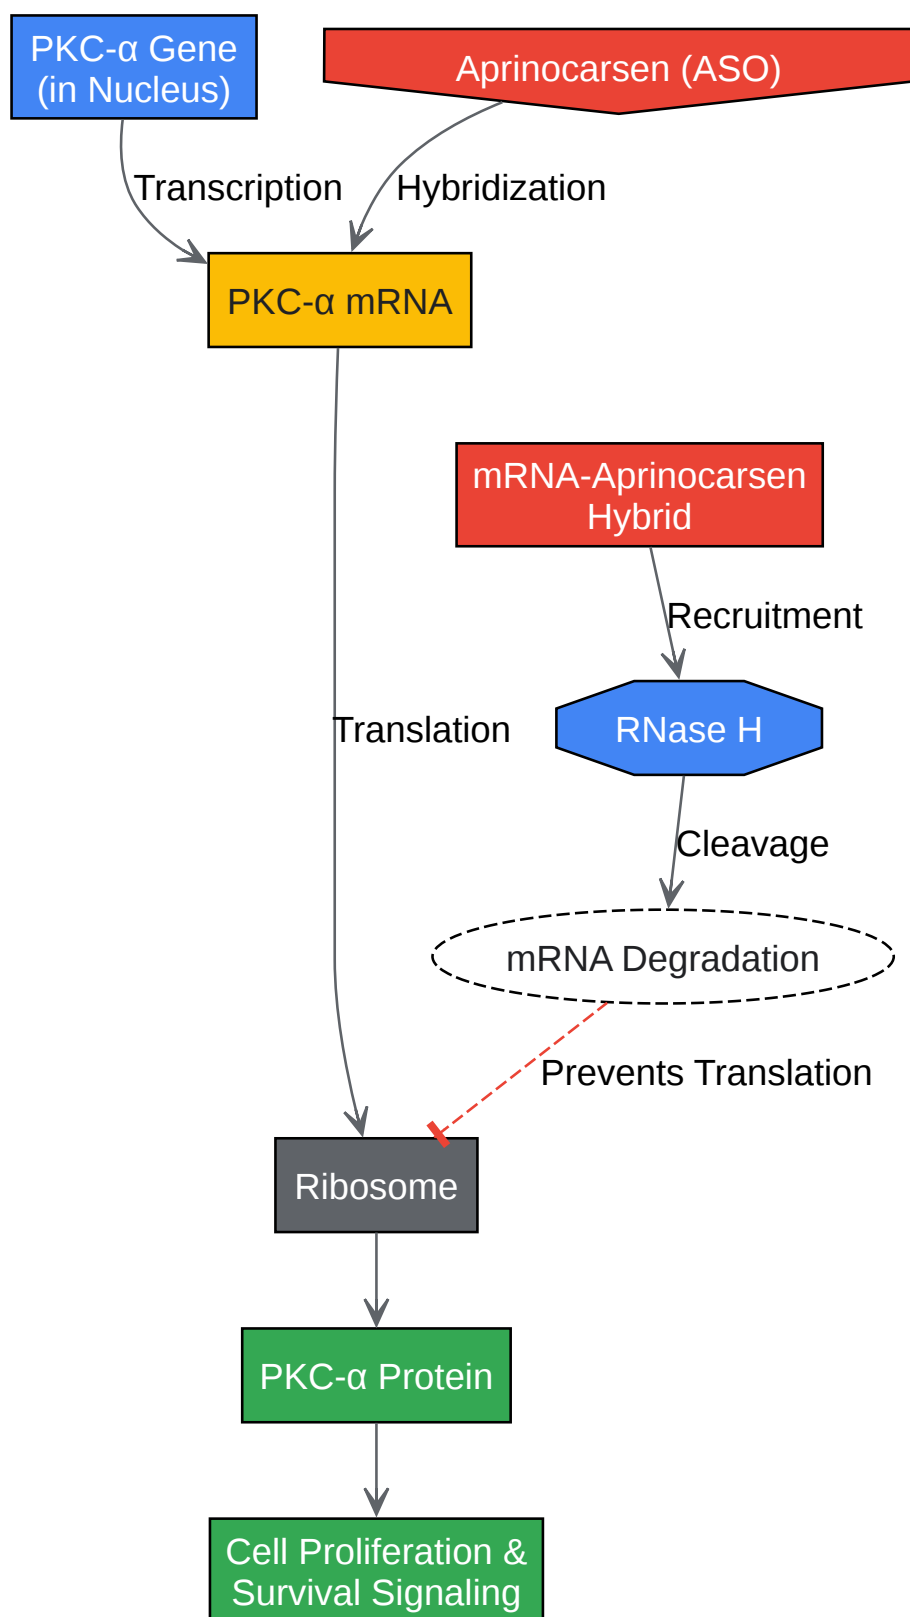 PKC-α Gene
(in Nucleus)
Aprinocarsen (ASO)
Transcription
Hybridization
PKC-α mRNA
mRNA-Aprinocarsen
Hybrid
Recruitment
Translation
RNase H
Cleavage
mRNA Degradation
Prevents Translation
Ribosome
PKC-α Protein
Cell Proliferation &
Survival Signaling